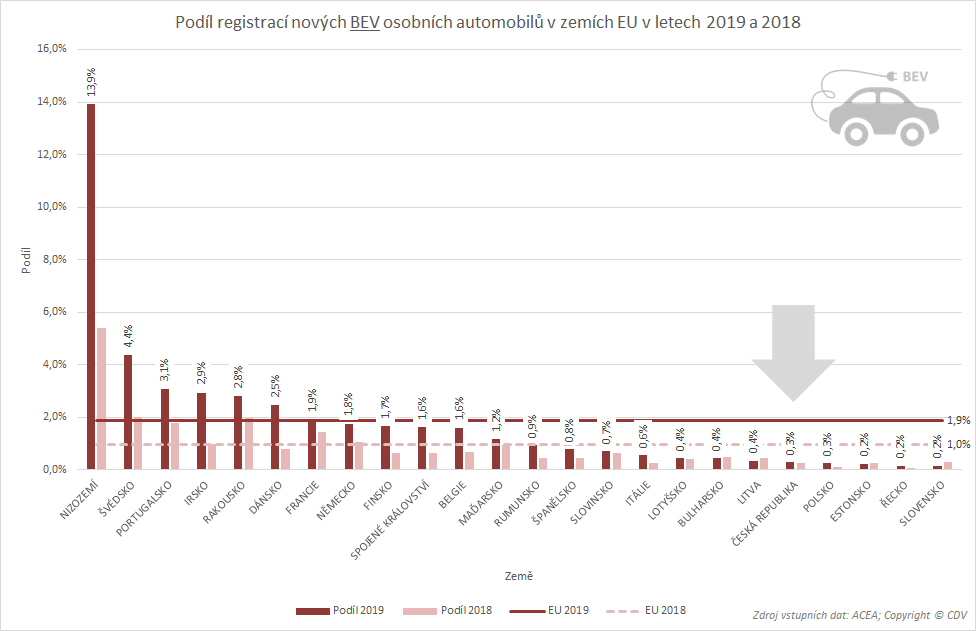 Podíl registrací nových BEV osobních automobilů v zemích EU v letech 2019 a 2018
16,0%
14,0%
12,0%
10,0%
8,0%
6,0%
4,0%
2,0%
0,0%
Podíl
BEV
13,9%
4,4%
3,1%
2,9%
2,8%
2,5%
1,9%
1,8%
1,7%
1,6%
1,6%
1,2%
0,9%
0,8%
0,7%
0,6%
0,4%
0,4%
0,4%
0,3%
0,3%
0,2%
0,2%
0,2%
1,9%
1,0%
NIZOZEMÍ
ŠVÉDSKO
PORTUGALSKO
IRSKO
RAKOUSKO
DÁNSKO
FRANCIE
NĚMECKO
FINSKO
SPOJENÉ KRÁLOVSTVÍ
BELGIE
MAĎARSKO
RUMUNSKO
ŠPANĚLSKO
SLOVINSKO
ITÁLIE
LOTYŠSKO
BULHARSKO
LITVA
ČESKÁ REPUBLIKA
POLSKO
ESTONSKO
ŘECKO
SLOVENSKO
Země
Podíl 2019
Podíl 2018
EU 2019
EU 2018
Zdroj vstupních dat: ACEA; Copyright © CDV